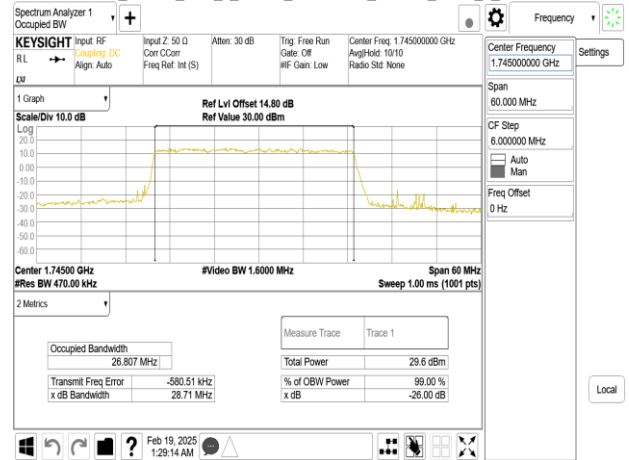 Spectrum Analyzer 1
Occupied BW
+
Frequency
KEYSIGHT
RL
Input: RF
Coupling: DC
Align: Auto
Input Z: 50 Ω
Corr CCorr
Freq Ref: Int (S)
Atten: 30 dB
Trig: Free Run
Gate: Off
#IF Gain: Low
Center Freq: 1.745000000 GHz
Avg|Hold: 10/10
Radio Std: None
Center Frequency
1.745000000 GHz
Settings
Span
60.000 MHz
CF Step
6.000000 MHz
Auto
Man
Freq Offset
0 Hz
Local
1 Graph
Scale/Div 10.0 dB
Ref Lvl Offset 14.80 dB
Ref Value 30.00 dBm
Log
20.0
10.0
0.00
-10.0
-20.0
-30.0
-40.0
-50.0
-60.0
Center 1.74500 GHz
#Res BW 470.00 kHz
#Video BW 1.6000 MHz
Span 60 MHz
Sweep 1.00 ms (1001 pts)
2 Metrics
Measure Trace Trace 1
Occupied Bandwidth
26.807 MHz
Total Power 29.6 dBm
Transmit Freq Error -580.51 kHz
% of OBW Power 99.00 %
x dB Bandwidth 28.71 MHz
x dB -26.00 dB
?
Feb 19, 2025
1:29:14 AM